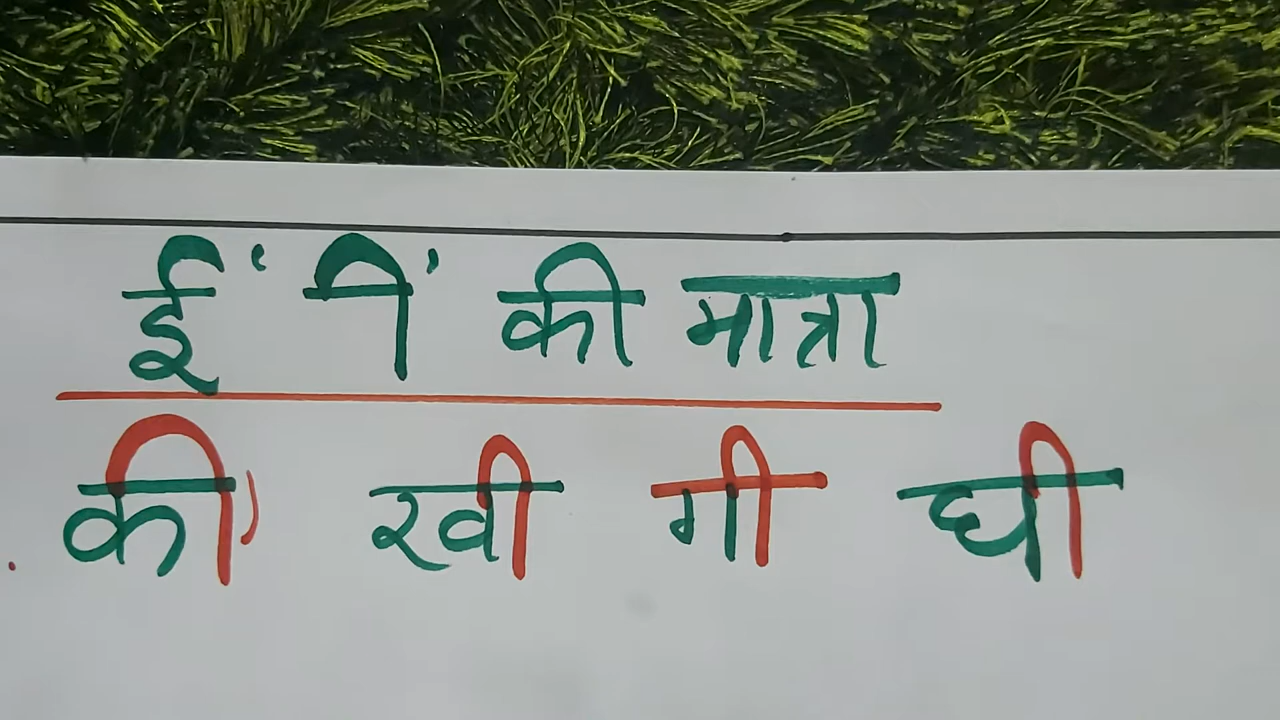 ई ' ी ' की मात्रा
की खी गी घी